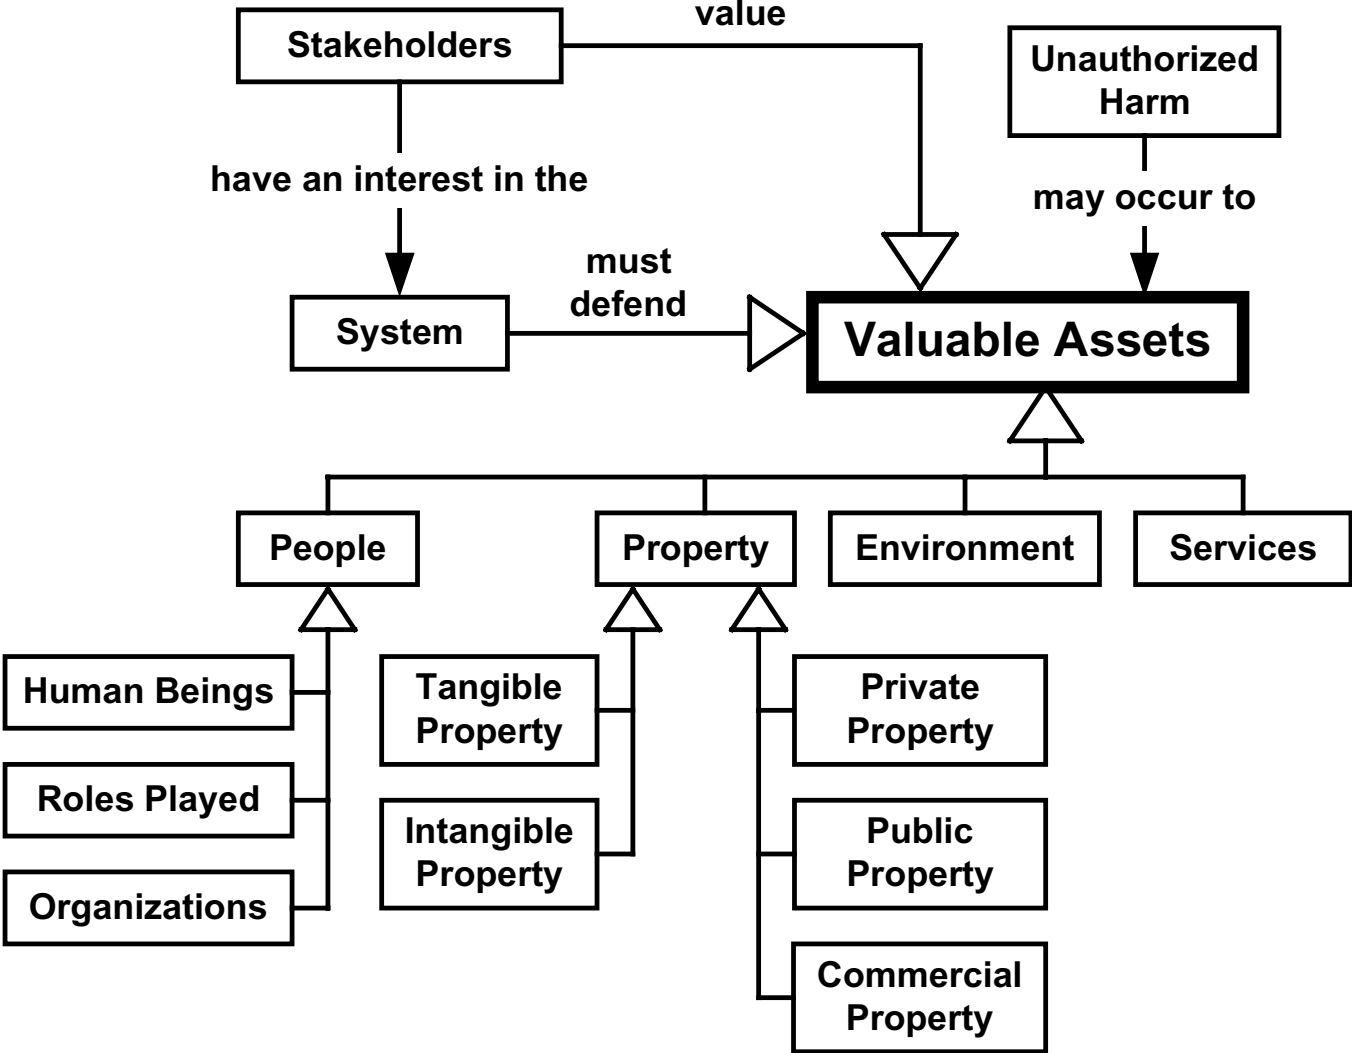 value
Stakeholders
Unauthorized
Harm
have an interest in the
may occur to
must
defend
System
Valuable Assets
People
Property
Environment
Services
Human Beings
Tangible
Property
Private
Property
Roles Played
Intangible
Property
Public
Property
Organizations
Commercial
Property